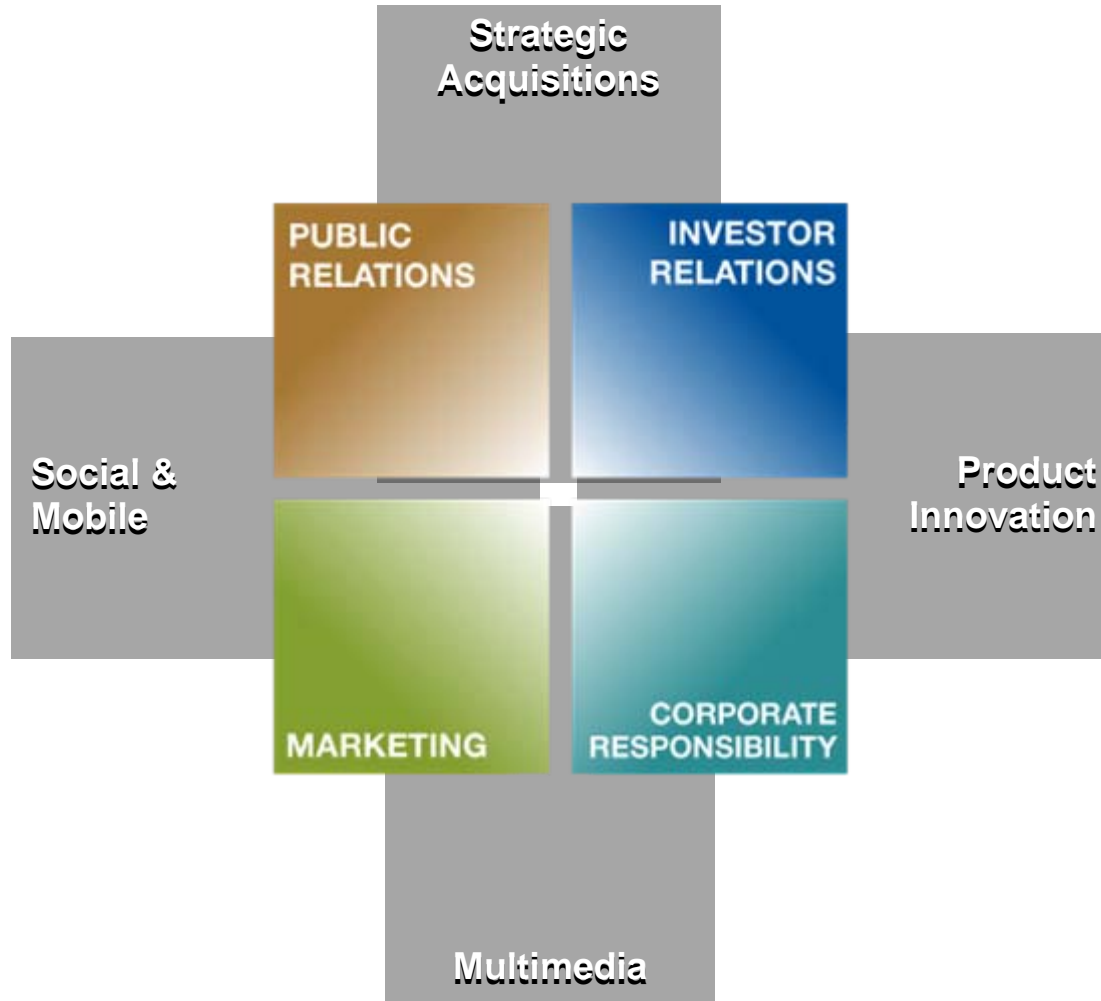 Strategic
Acquisitions
PUBLIC
RELATIONS
INVESTOR
RELATIONS
Social &
Mobile
Product
Innovation
MARKETING
CORPORATE
RESPONSIBILITY
Multimedia